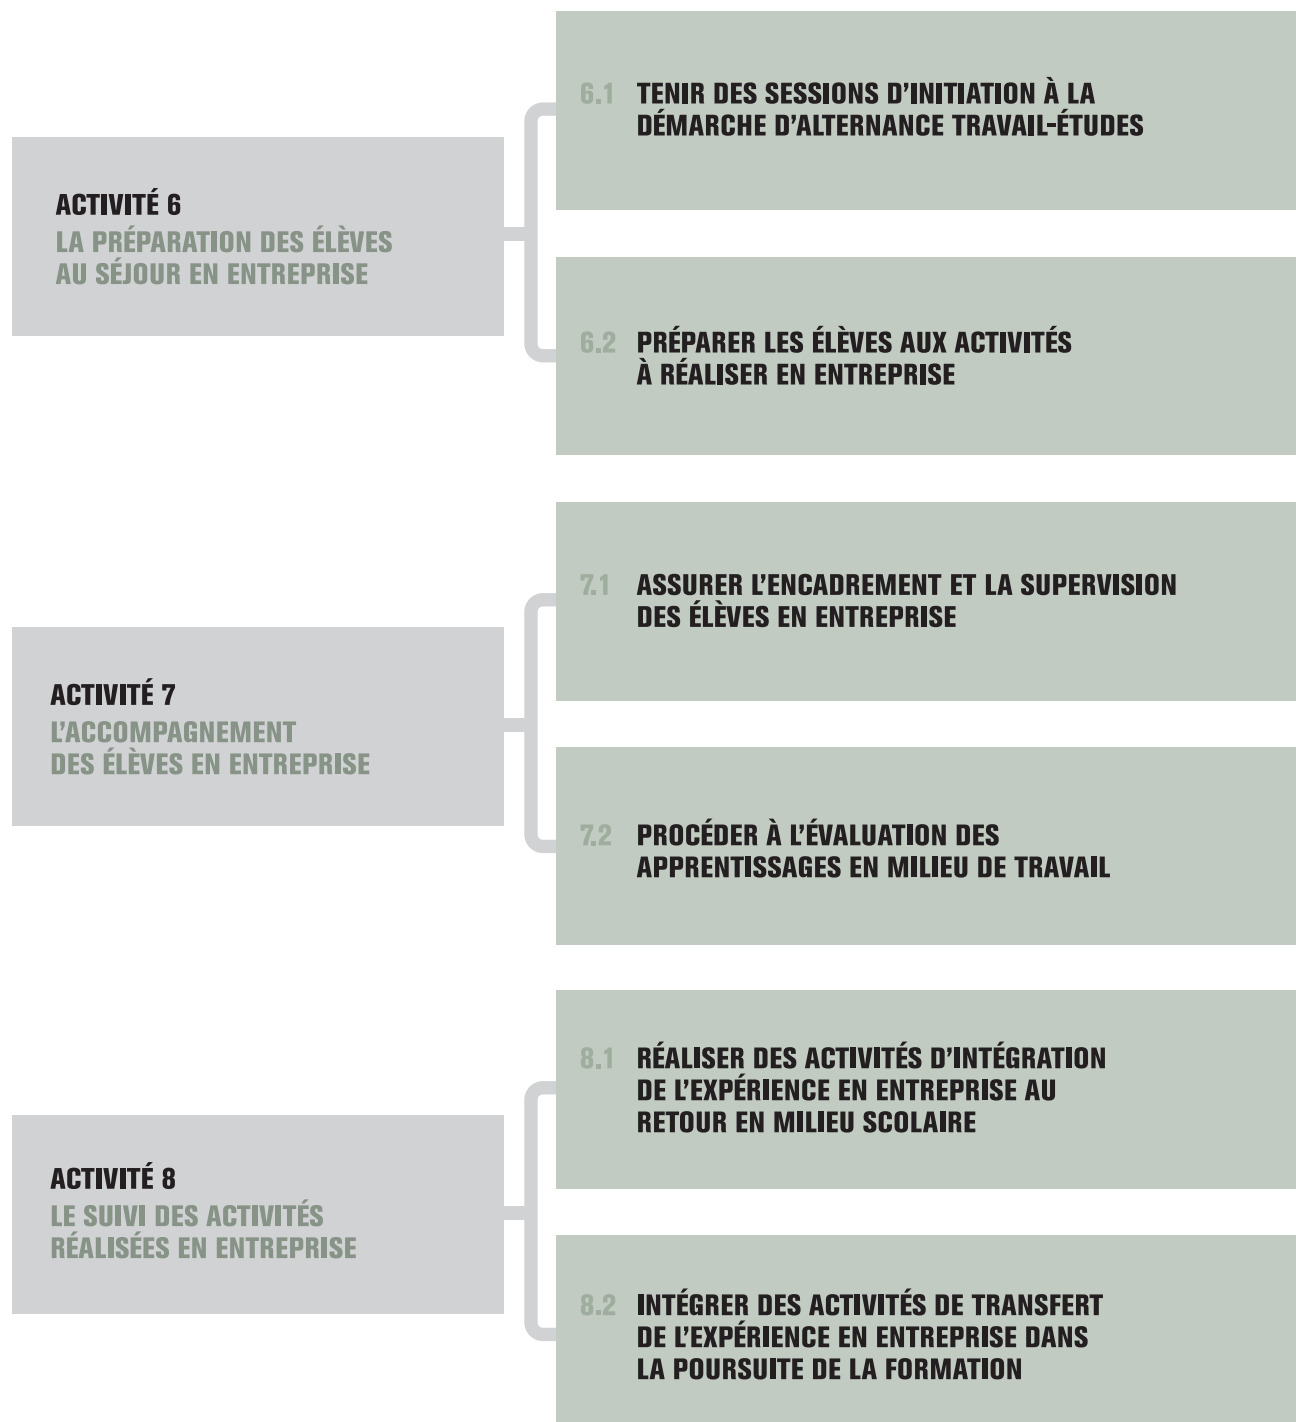 ACTIVITÉ 6
LA PRÉPARATION DES ÉLÈVES
AU SÉJOUR EN ENTREPRISE
6.1 TENIR DES SESSIONS D'INITIATION À LA
DÉMARCHE D'ALTERNANCE TRAVAIL-ÉTUDES
6.2 PRÉPARER LES ÉLÈVES AUX ACTIVITÉS
À RÉALISER EN ENTREPRISE
ACTIVITÉ 7
L'ACCOMPAGNEMENT
DES ÉLÈVES EN ENTREPRISE
7.1 ASSURER L'ENCADREMENT ET LA SUPERVISION
DES ÉLÈVES EN ENTREPRISE
7.2 PROCÉDER À L'ÉVALUATION DES
APPRENTISSAGES EN MILIEU DE TRAVAIL
ACTIVITÉ 8
LE SUIVI DES ACTIVITÉS
RÉALISÉES EN ENTREPRISE
8.1 RÉALISER DES ACTIVITÉS D'INTÉGRATION
DE L'EXPÉRIENCE EN ENTREPRISE AU
RETOUR EN MILIEU SCOLAIRE
8.2 INTÉGRER DES ACTIVITÉS DE TRANSFERT
DE L'EXPÉRIENCE EN ENTREPRISE DANS
LA POURSUITE DE LA FORMATION